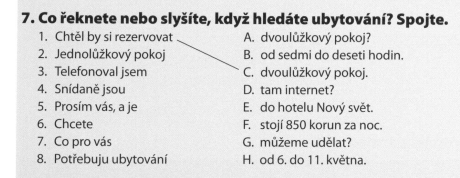 7. Co řeknete nebo slyšíte, když hledáte ubytování? Spojte.
1. Chtěl by si rezervovat A. dvoulůžkový pokoj?
2. Jednolůžkový pokoj B. od sedmi do deseti hodin.
3. Telefonoval jsem C. dvoulůžkový pokoj.
4. Snídaně jsou D. tam internet?
5. Prosím vás, a je E. do hotelu Nový svět.
6. Chcete F. stojí 850 korun za noc.
7. Co pro vás G. můžeme udělat?
8. Potřebuju ubytování H. od 6. do 11. května.